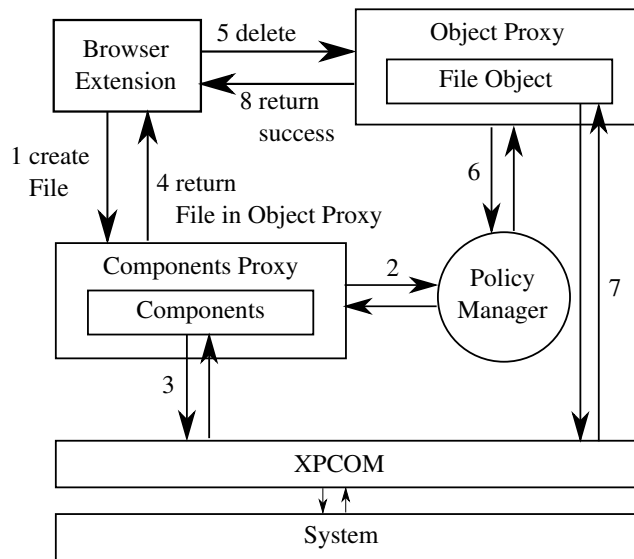 Browser
Extension
5 delete
Object Proxy
File Object
8 return
success
1 create
File
4 return
File in Object Proxy
6
Components Proxy
Components
2
Policy
Manager
7
3
XPCOM
System